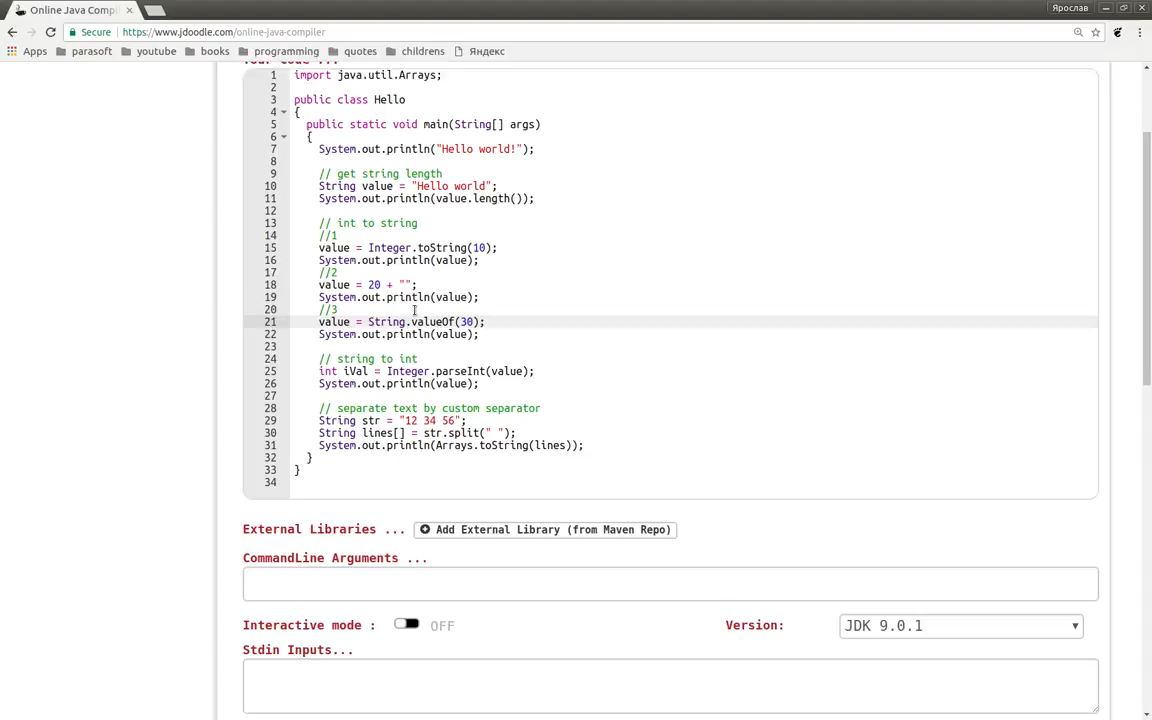 Online Java Compil
Ярослав
Secure https://www.jdoodle.com/online-java-compiler
Apps parasoft youtube books programming quotes childrens Яндекс
1 import java.util.Arrays;
2
3 public class Hello
4 {
5 public static void main(String[] args)
6 {
7 System.out.println("Hello world!");
8
9 // get string length
10 String value = "Hello world";
11 System.out.println(value.length());
12
13 // int to string
14 //1
15 value = Integer.toString(10);
16 System.out.println(value);
17 //2
18 value = 20 + "";
19 System.out.println(value);
20 //3
21 value = String.valueOf(30);
22 System.out.println(value);
23
24 // string to int
25 int iVal = Integer.parseInt(value);
26 System.out.println(value);
27
28 // separate text by custom separator
29 String str = "12 34 56";
30 String lines[] = str.split(" ");
31 System.out.println(Arrays.toString(lines));
32 }
33 }
34
External Libraries ... Add External Library (from Maven Repo)
CommandLine Arguments ...
Interactive mode : OFF Version: JDK 9.0.1
Stdin Inputs...